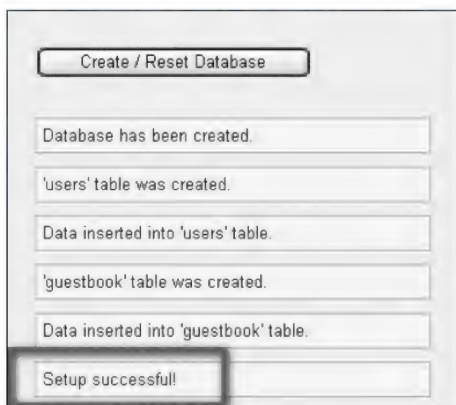 Create / Reset Database
Database has been created.
'users' table was created.
Data inserted into 'users' table.
'guestbook' table was created.
Data inserted into 'guestbook' table.
Setup successful!